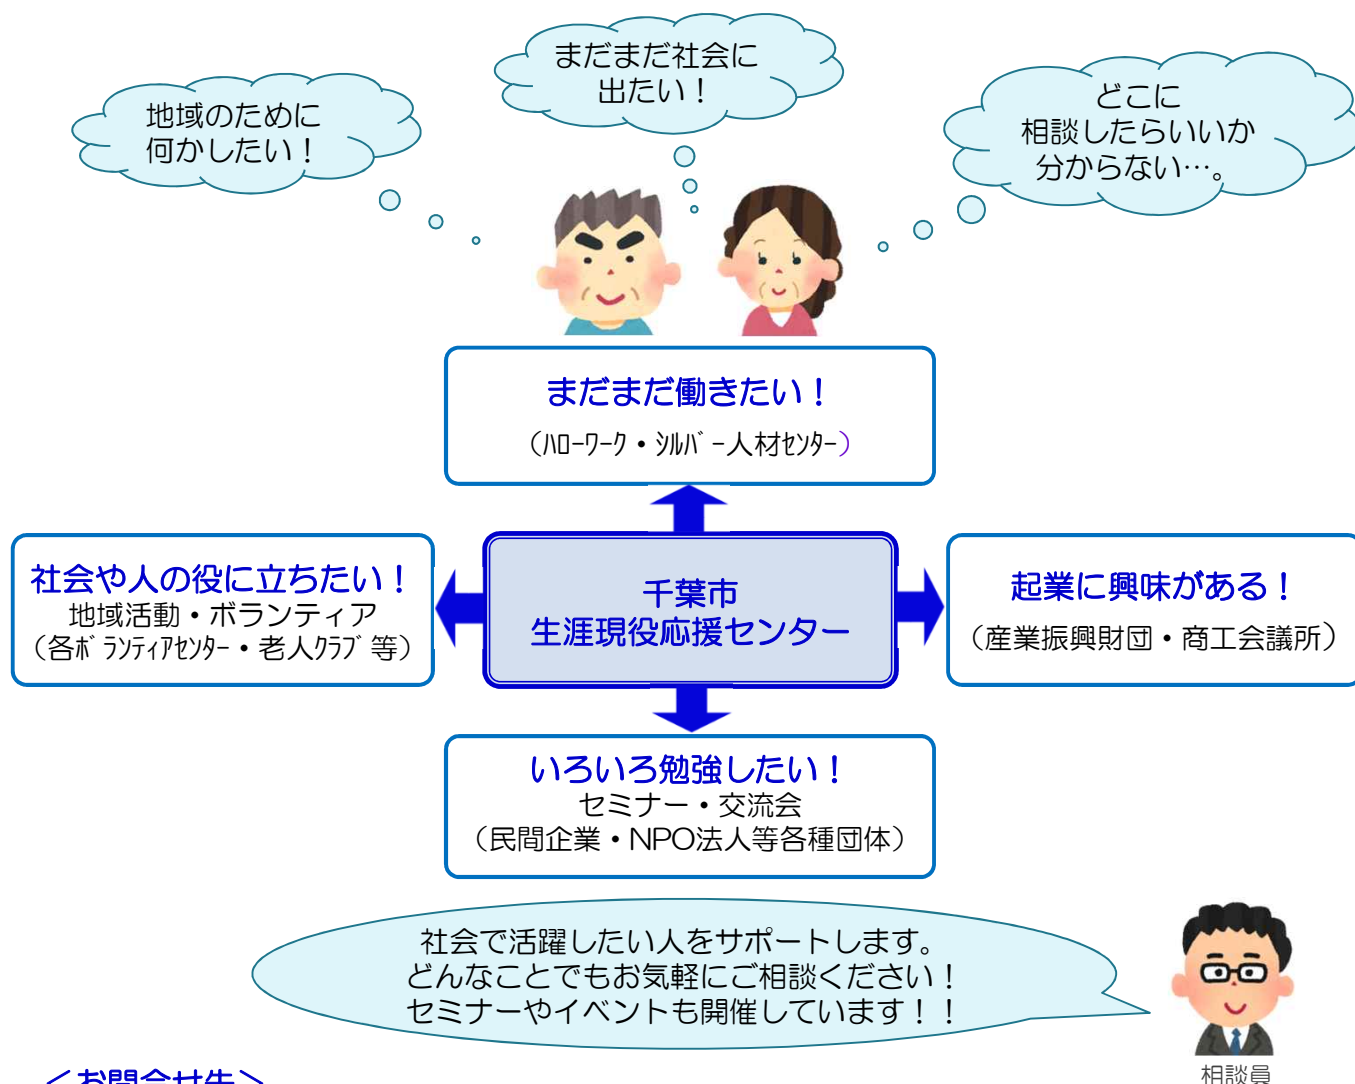 地域のために
何かしたい！
まだまだ社会に
出たい！
どこに
相談したらいいか
分からない…。
まだまだ働きたい！
（ﾊﾛｰﾜｰｸ・ｼﾙﾊﾞｰ人材ｾﾝﾀｰ）
社会や人の役に立ちたい！
地域活動・ボランティア
（各ﾎﾞﾗﾝﾃｨｱｾﾝﾀｰ・老人ｸﾗﾌﾞ等）
千葉市
生涯現役応援センター
起業に興味がある！
（産業振興財団・商工会議所）
いろいろ勉強したい！
セミナー・交流会
（民間企業・NPO法人等各種団体）
社会で活躍したい人をサポートします。
どんなことでもお気軽にご相談ください！
セミナーやイベントも開催しています！！
相談員
＜お問合せ先＞